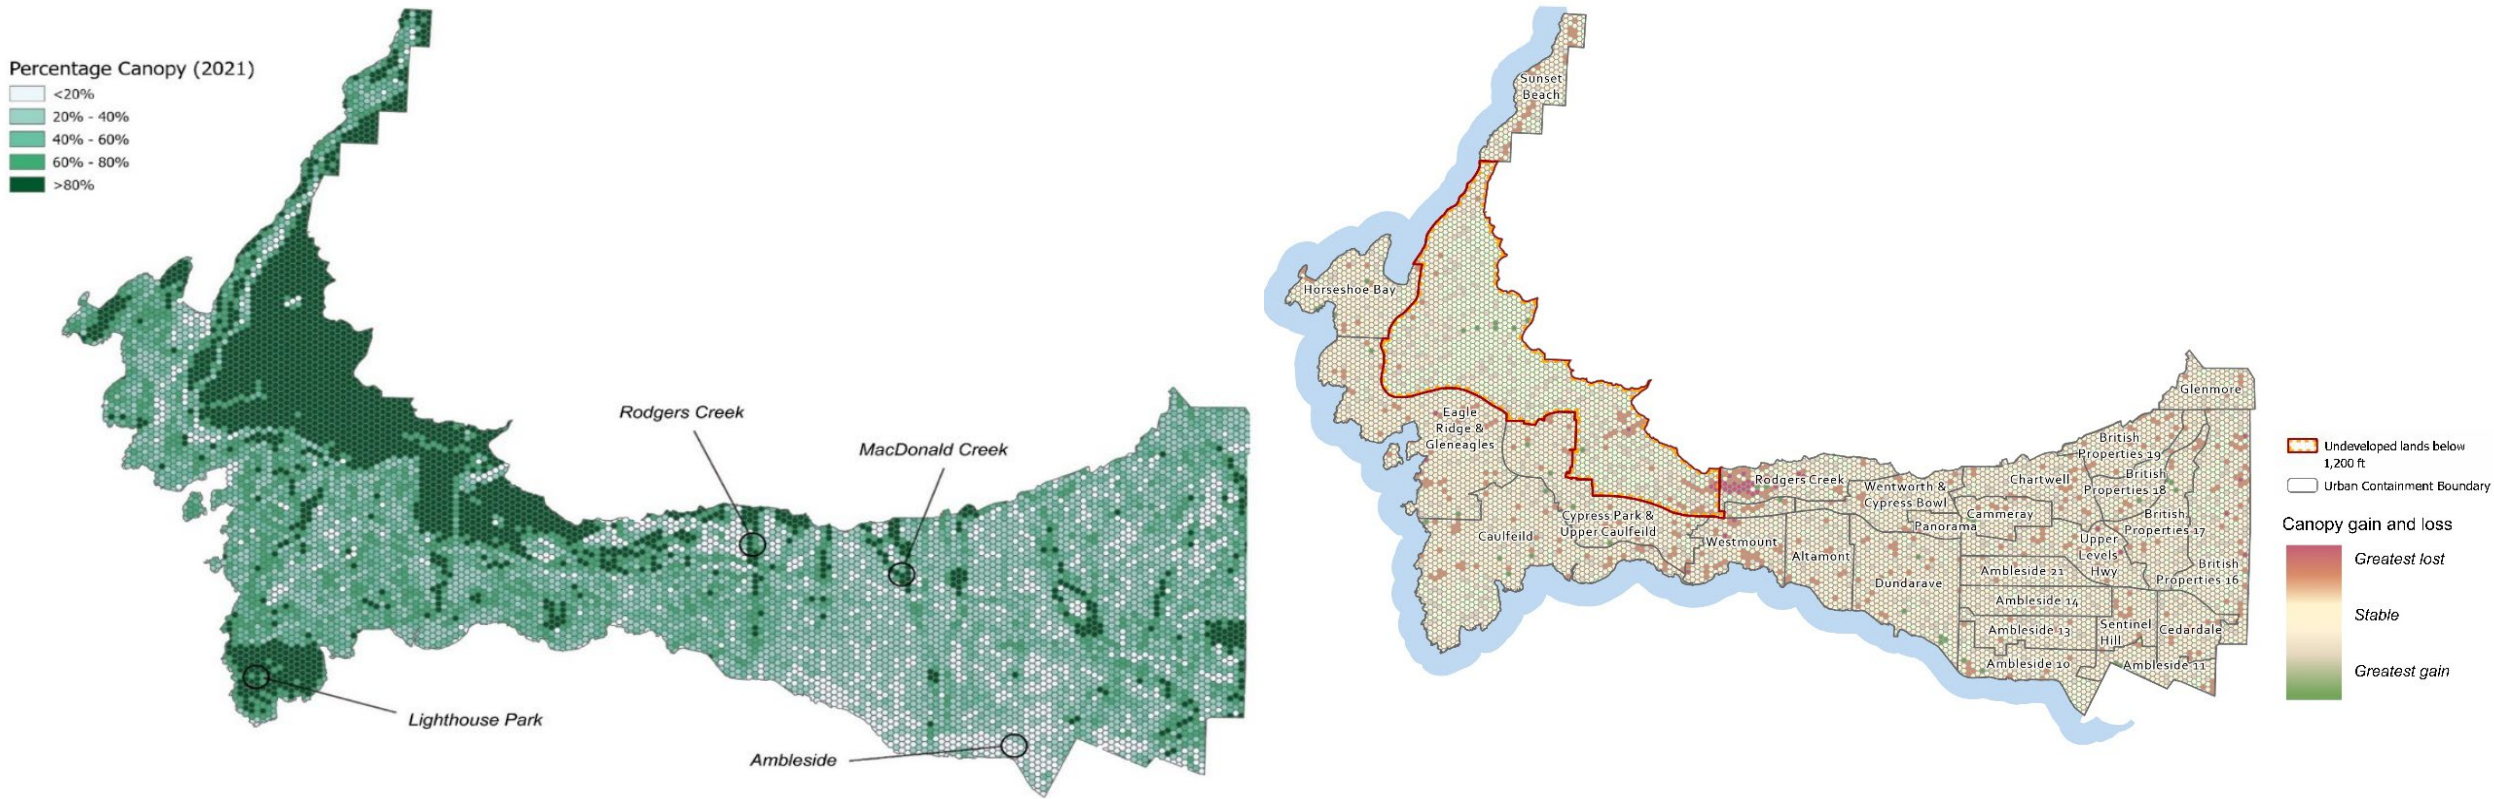 Percentage Canopy (2021)
<20%
20% - 40%
40% - 60%
60% - 80%
>80%
Rodgers Creek
MacDonald Creek
Lighthouse Park
Ambleside
Sunset
Beach
Horseshoe Bay
Eagle
Ridge &
Gleneagles
Caulfeild
Cypress Park &
Upper Caulfeild
Rodgers Creek
Westmount
Altamont
Wentworth &
Cypress Bowl
Panorama
Dundarave
Chartwell
Cammeray
Glenmore
British
Properties 19
British
Properties 18
British
Properties 17
Upper
Levels
Hwy
British
Properties 16
Ambleside 21
Ambleside 14
Ambleside 13
Ambleside 10
Sentinel
Hill
Cedardale
Ambleside 11
Undeveloped lands below
1,200 ft
Urban Containment Boundary
Canopy gain and loss
Greatest lost
Stable
Greatest gain